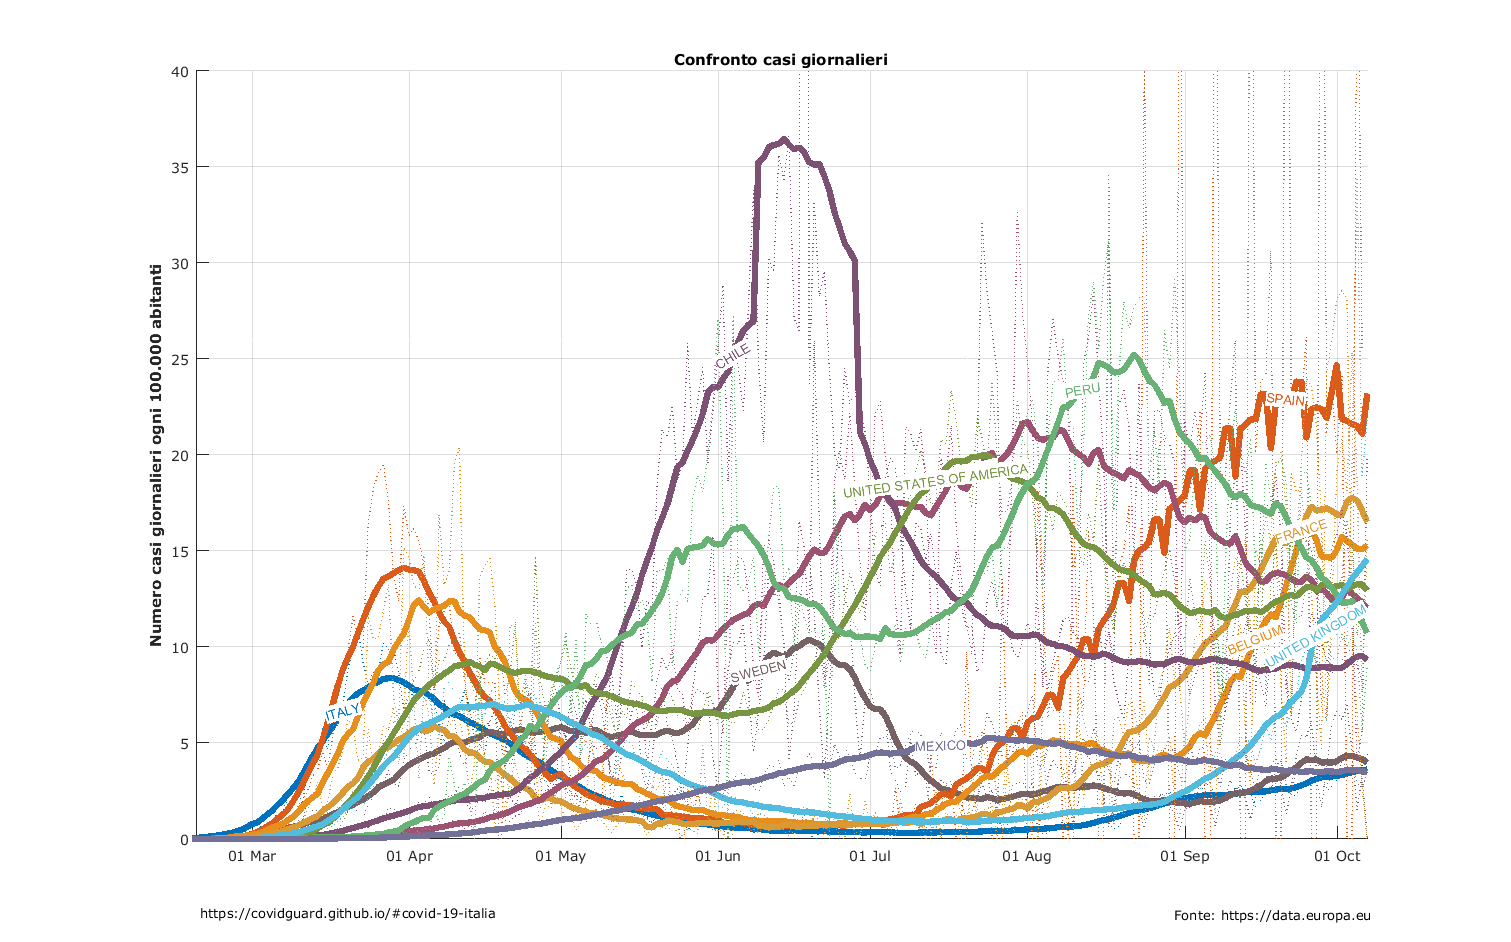 Confronto casi giornalieri
Numero casi giornalieri ogni 100.000 abitanti
40
35
30
25
20
15
10
5
0
CHILE
PERU
SPAIN
UNITED STATES OF AMERICA
FRANCE
BELGIUM
UNITED KINGDOM
SWEDEN
ITALY
MEXICO
01 Mar
01 Apr
01 May
01 Jun
01 Jul
01 Aug
01 Sep
01 Oct
https://covidguard.github.io/#covid-19-italia
Fonte: https://data.europa.eu